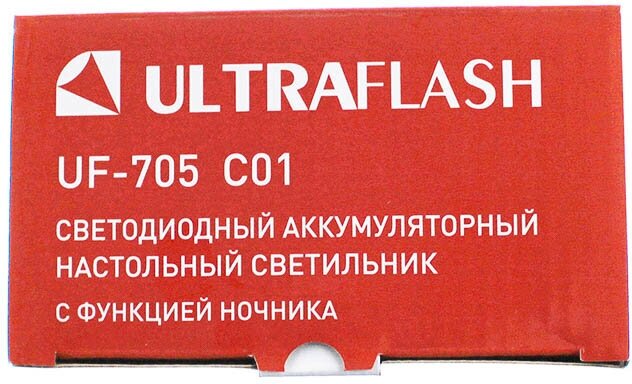 ULTRAFLASH
UF-705 C01
СВЕТОДИОДНЫЙ АККУМУЛЯТОРНЫЙ
НАСТОЛЬНЫЙ СВЕТИЛЬНИК
С ФУНКЦИЕЙ НОЧНИКА